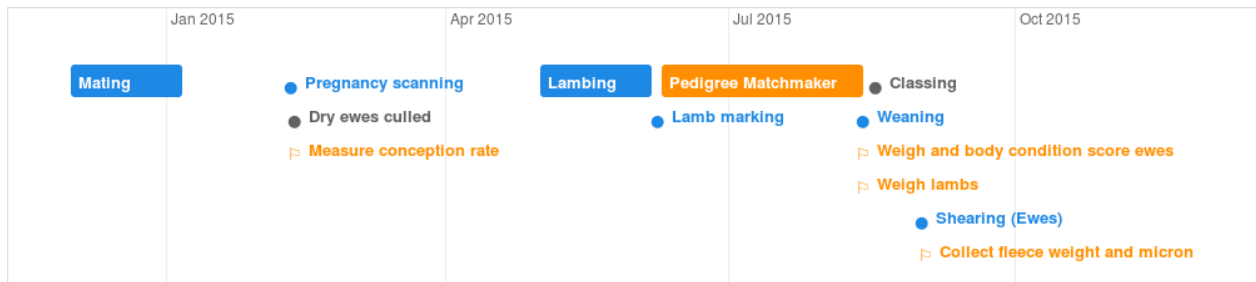 Jan 2015
Apr 2015
Jul 2015
Oct 2015
Mating
Pregnancy scanning
Lambing
Pedigree Matchmaker
Classing
Dry ewes culled
Lamb marking
Weaning
Measure conception rate
Weigh and body condition score ewes
Weigh lambs
Shearing (Ewes)
Collect fleece weight and micron